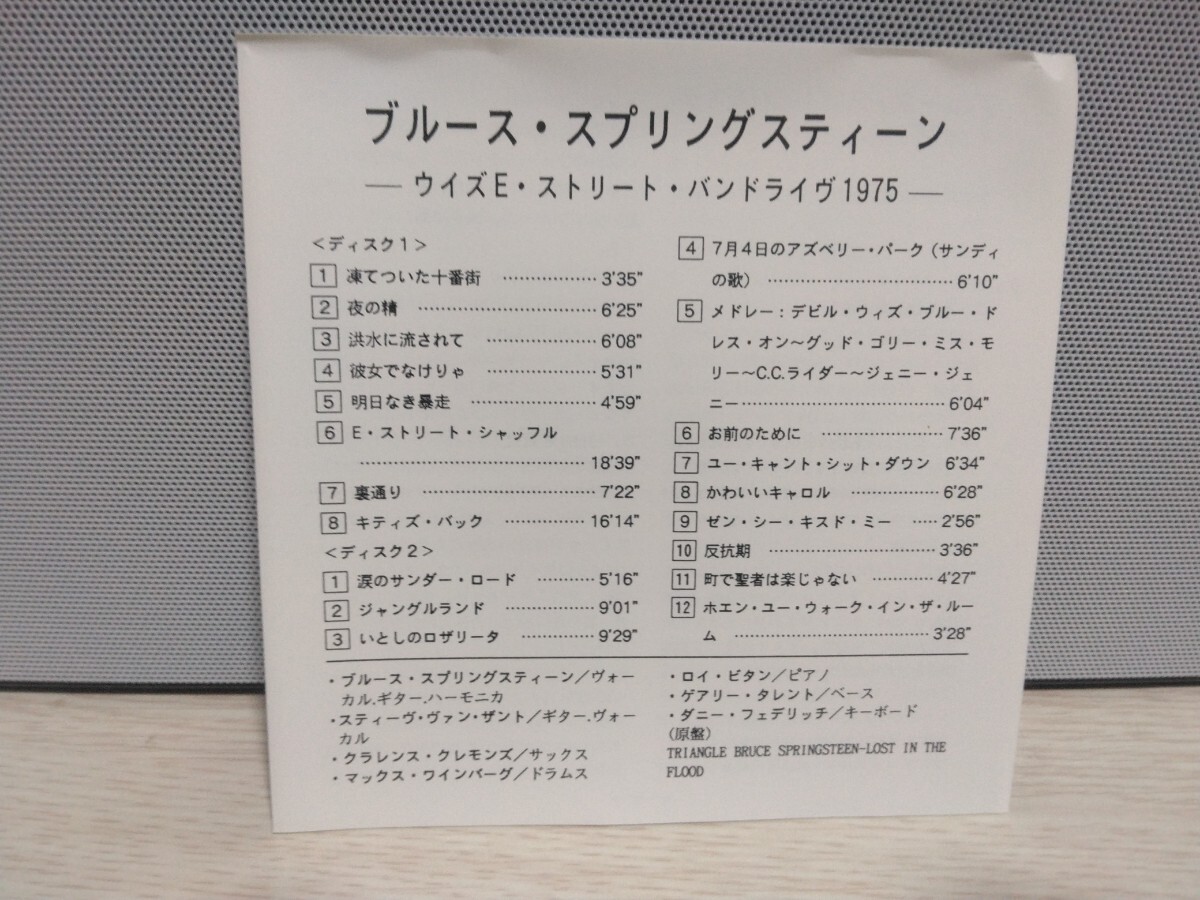 ブルース・スプリングスティーン
― ウイズE・ストリート・バンドライヴ1975 ―
＜ディスク1＞
1 凍てついた十番街 ……………… 3'35"
2 夜の精 …………………………… 6'25"
3 洪水に流されて ………………… 6'08"
4 彼女でなけりゃ ………………… 5'31"
5 明日なき暴走 …………………… 4'59"
6 E・ストリート・シャッフル
…………………………………… 18'39"
7 裏通り …………………………… 7'22"
8 キティズ・バック …………… 16'14"
＜ディスク2＞
1 涙のサンダー・ロード ………… 5'16"
2 ジャングルランド ……………… 9'01"
3 いとしのロザリータ …………… 9'29"
4 7月4日のアズベリー・パーク（サンディ
の歌） …………………………… 6'10"
5 メドレー：デビル・ウィズ・ブルー・ド
レス・オン～グッド・ゴリー・ミス・モ
リー～C.C.ライダー～ジェニー・ジェ
ニー………………………………… 6'04"
6 お前のために …………………… 7'36"
7 ユー・キャント・シット・ダウン 6'34"
8 かわいいキャロル ……………… 6'28"
9 ゼン・シー・キスド・ミー …… 2'56"
10 反抗期 …………………………… 3'36"
11 町で聖者は楽じゃない ………… 4'27"
12 ホエン・ユー・ウォーク・イン・ザ・ルー
ム ………………………………… 3'28"
・ブルース・スプリングスティーン／ヴォー
カル.ギター.ハーモニカ
・スティーヴ・ヴァン・ザント／ギター.ヴォー
カル
・クラレンス・クレモンズ／サックス
・マックス・ワインバーグ／ドラムス
・ロイ・ビタン／ピアノ
・ゲアリー・タレント／ベース
・ダニー・フェデリッチ／キーボード
(原盤)
TRIANGLE BRUCE SPRINGSTEEN-LOST IN THE
FLOOD